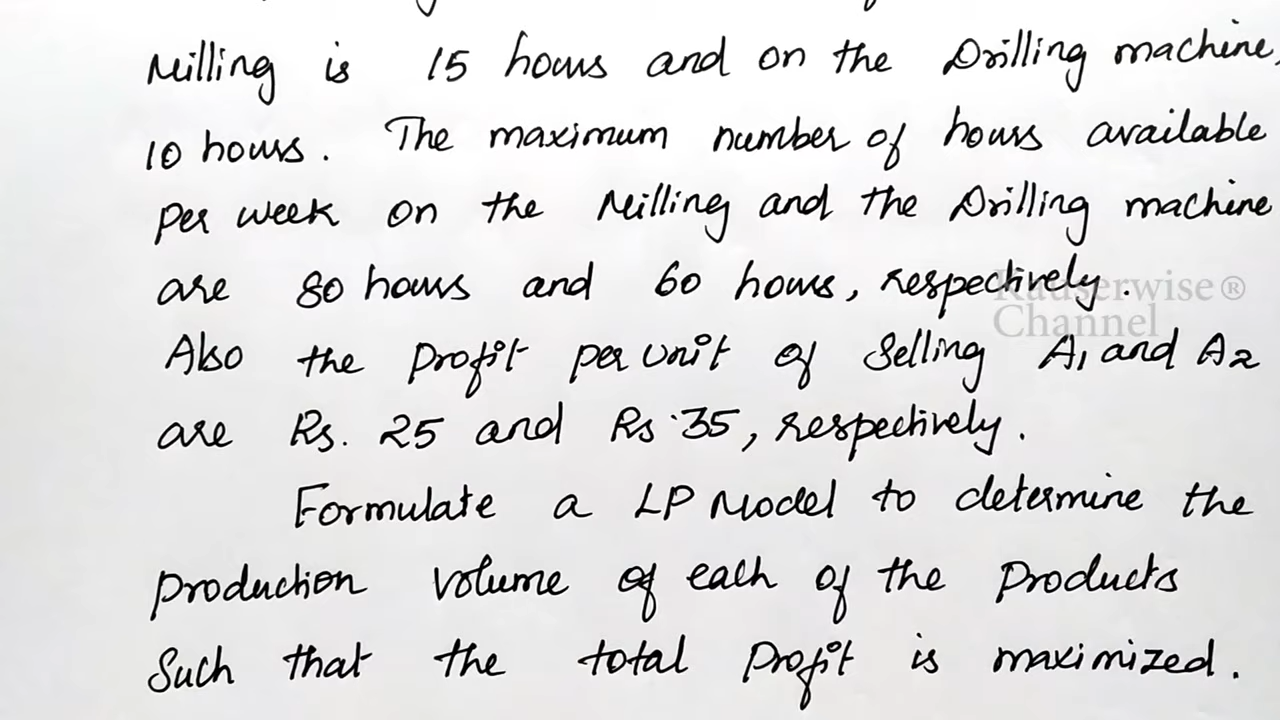 Milling is 15 hours and on the Drilling machine,
10 hours. The maximum number of hours available
per week on the Milling and the Drilling machine
are 80 hours and 60 hours, respectively.
Rauserwise®
Channel
Also the Profit per unit of Selling A1 and A2
are Rs. 25 and Rs. 35, respectively.
Formulate a LP Model to determine the
production volume of each of the Products
Such that the total Profit is maximized.